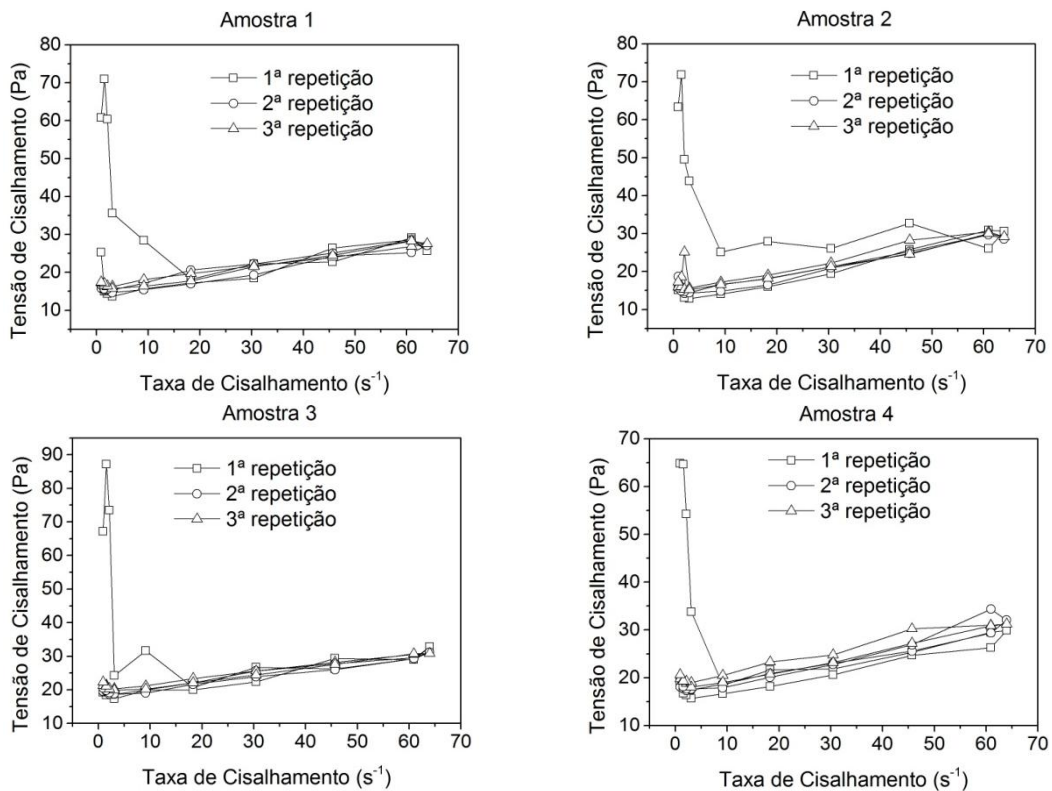 Amostra 1
80
70
60
50
40
30
20
10
Tensão de Cisalhamento (Pa)
1ª repetição
2ª repetição
3ª repetição
0 10 20 30 40 50 60 70
Taxa de Cisalhamento (s⁻¹)
Amostra 2
80
70
60
50
40
30
20
10
Tensão de Cisalhamento (Pa)
1ª repetição
2ª repetição
3ª repetição
0 10 20 30 40 50 60 70
Taxa de Cisalhamento (s⁻¹)
Amostra 3
90
80
70
60
50
40
30
20
10
Tensão de Cisalhamento (Pa)
1ª repetição
2ª repetição
3ª repetição
0 10 20 30 40 50 60 70
Taxa de Cisalhamento (s⁻¹)
Amostra 4
70
60
50
40
30
20
10
Tensão de Cisalhamento (Pa)
1ª repetição
2ª repetição
3ª repetição
0 10 20 30 40 50 60 70
Taxa de Cisalhamento (s⁻¹)